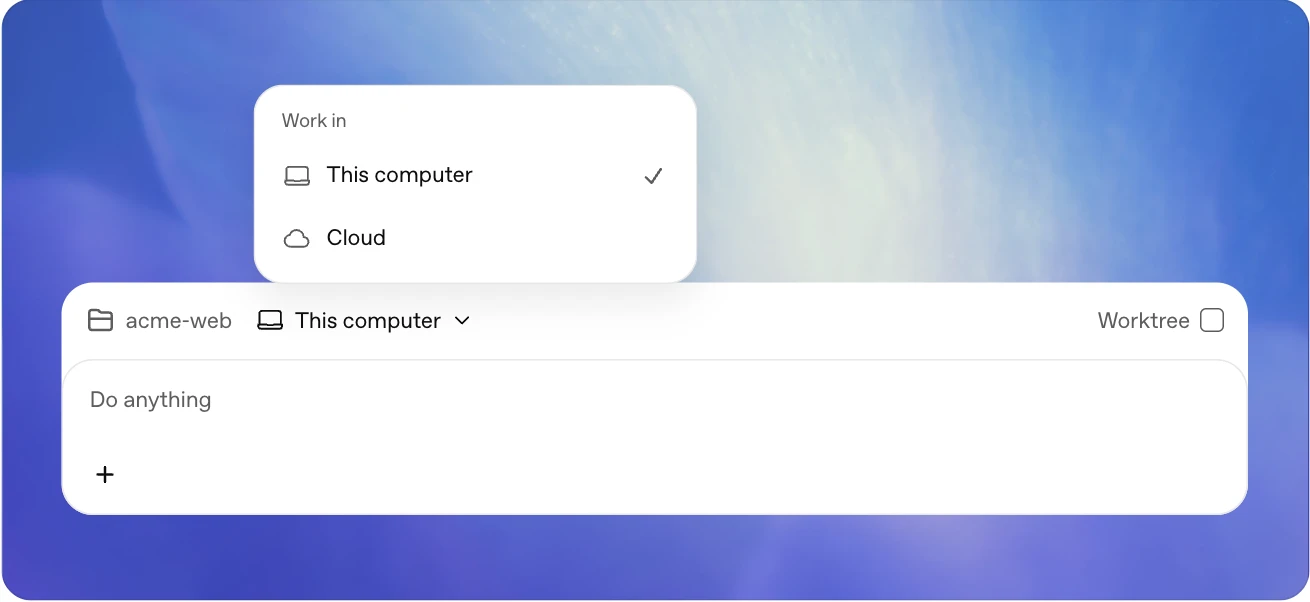 Work in
This computer
Cloud
acme-web This computer Worktree
Do anything